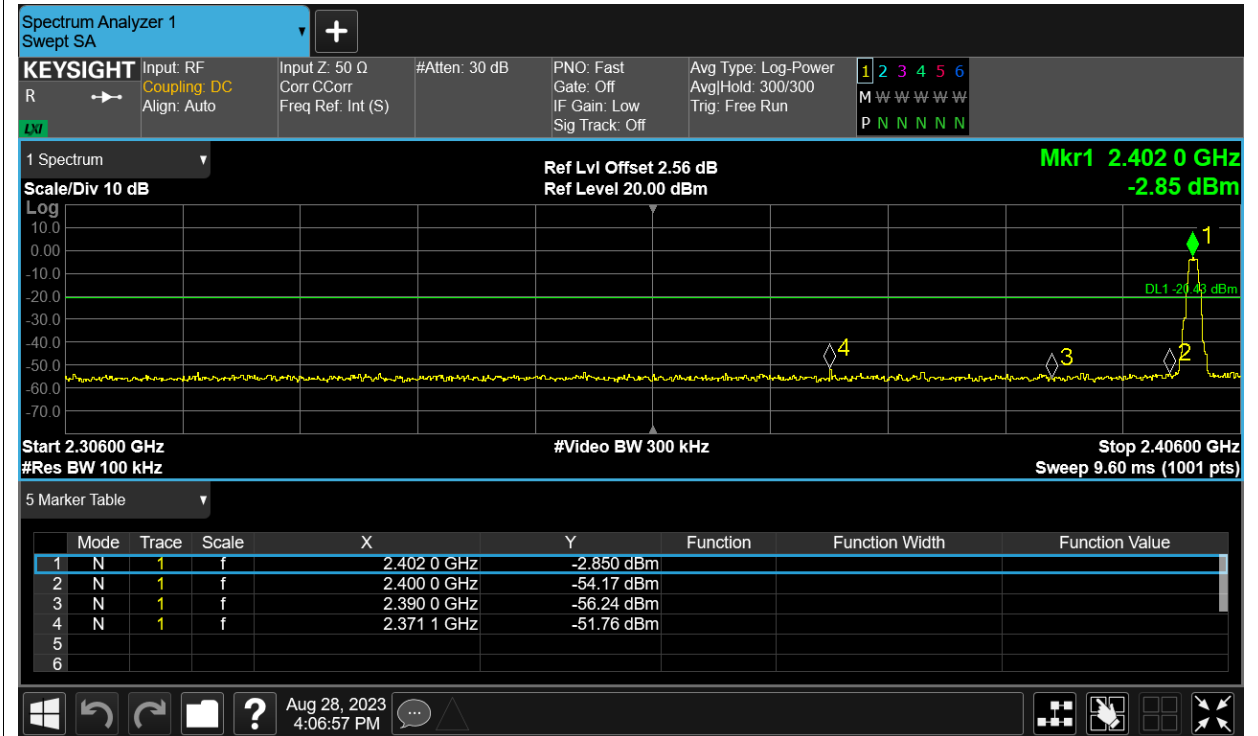 Spectrum Analyzer 1
Swept SA
+
KEYSIGHT Input: RF Input Z: 50 Ω #Atten: 30 dB PNO: Fast Avg Type: Log-Power 1 2 3 4 5 6
R Coupling: DC Corr CCorr Gate: Off Avg|Hold: 300/300 M W W W W W W
Align: Auto Freq Ref: Int (S) IF Gain: Low Trig: Free Run
LXI Sig Track: Off P N N N N N N
1 Spectrum Ref Lvl Offset 2.56 dB Mkr1 2.402 0 GHz
Scale/Div 10 dB Ref Level 20.00 dBm -2.85 dBm
Log
10.0
0.00
-10.0
-20.0
-30.0
-40.0
-50.0
-60.0
-70.0
1
DL1 -20.43 dBm
4
3
2
Start 2.30600 GHz #Video BW 300 kHz Stop 2.40600 GHz
#Res BW 100 kHz Sweep 9.60 ms (1001 pts)
5 Marker Table
Mode Trace Scale X Y Function Function Width Function Value
1 N 1 f 2.402 0 GHz -2.850 dBm
2 N 1 f 2.400 0 GHz -54.17 dBm
3 N 1 f 2.390 0 GHz -56.24 dBm
4 N 1 f 2.371 1 GHz -51.76 dBm
5
6
? Aug 28, 2023
4:06:57 PM